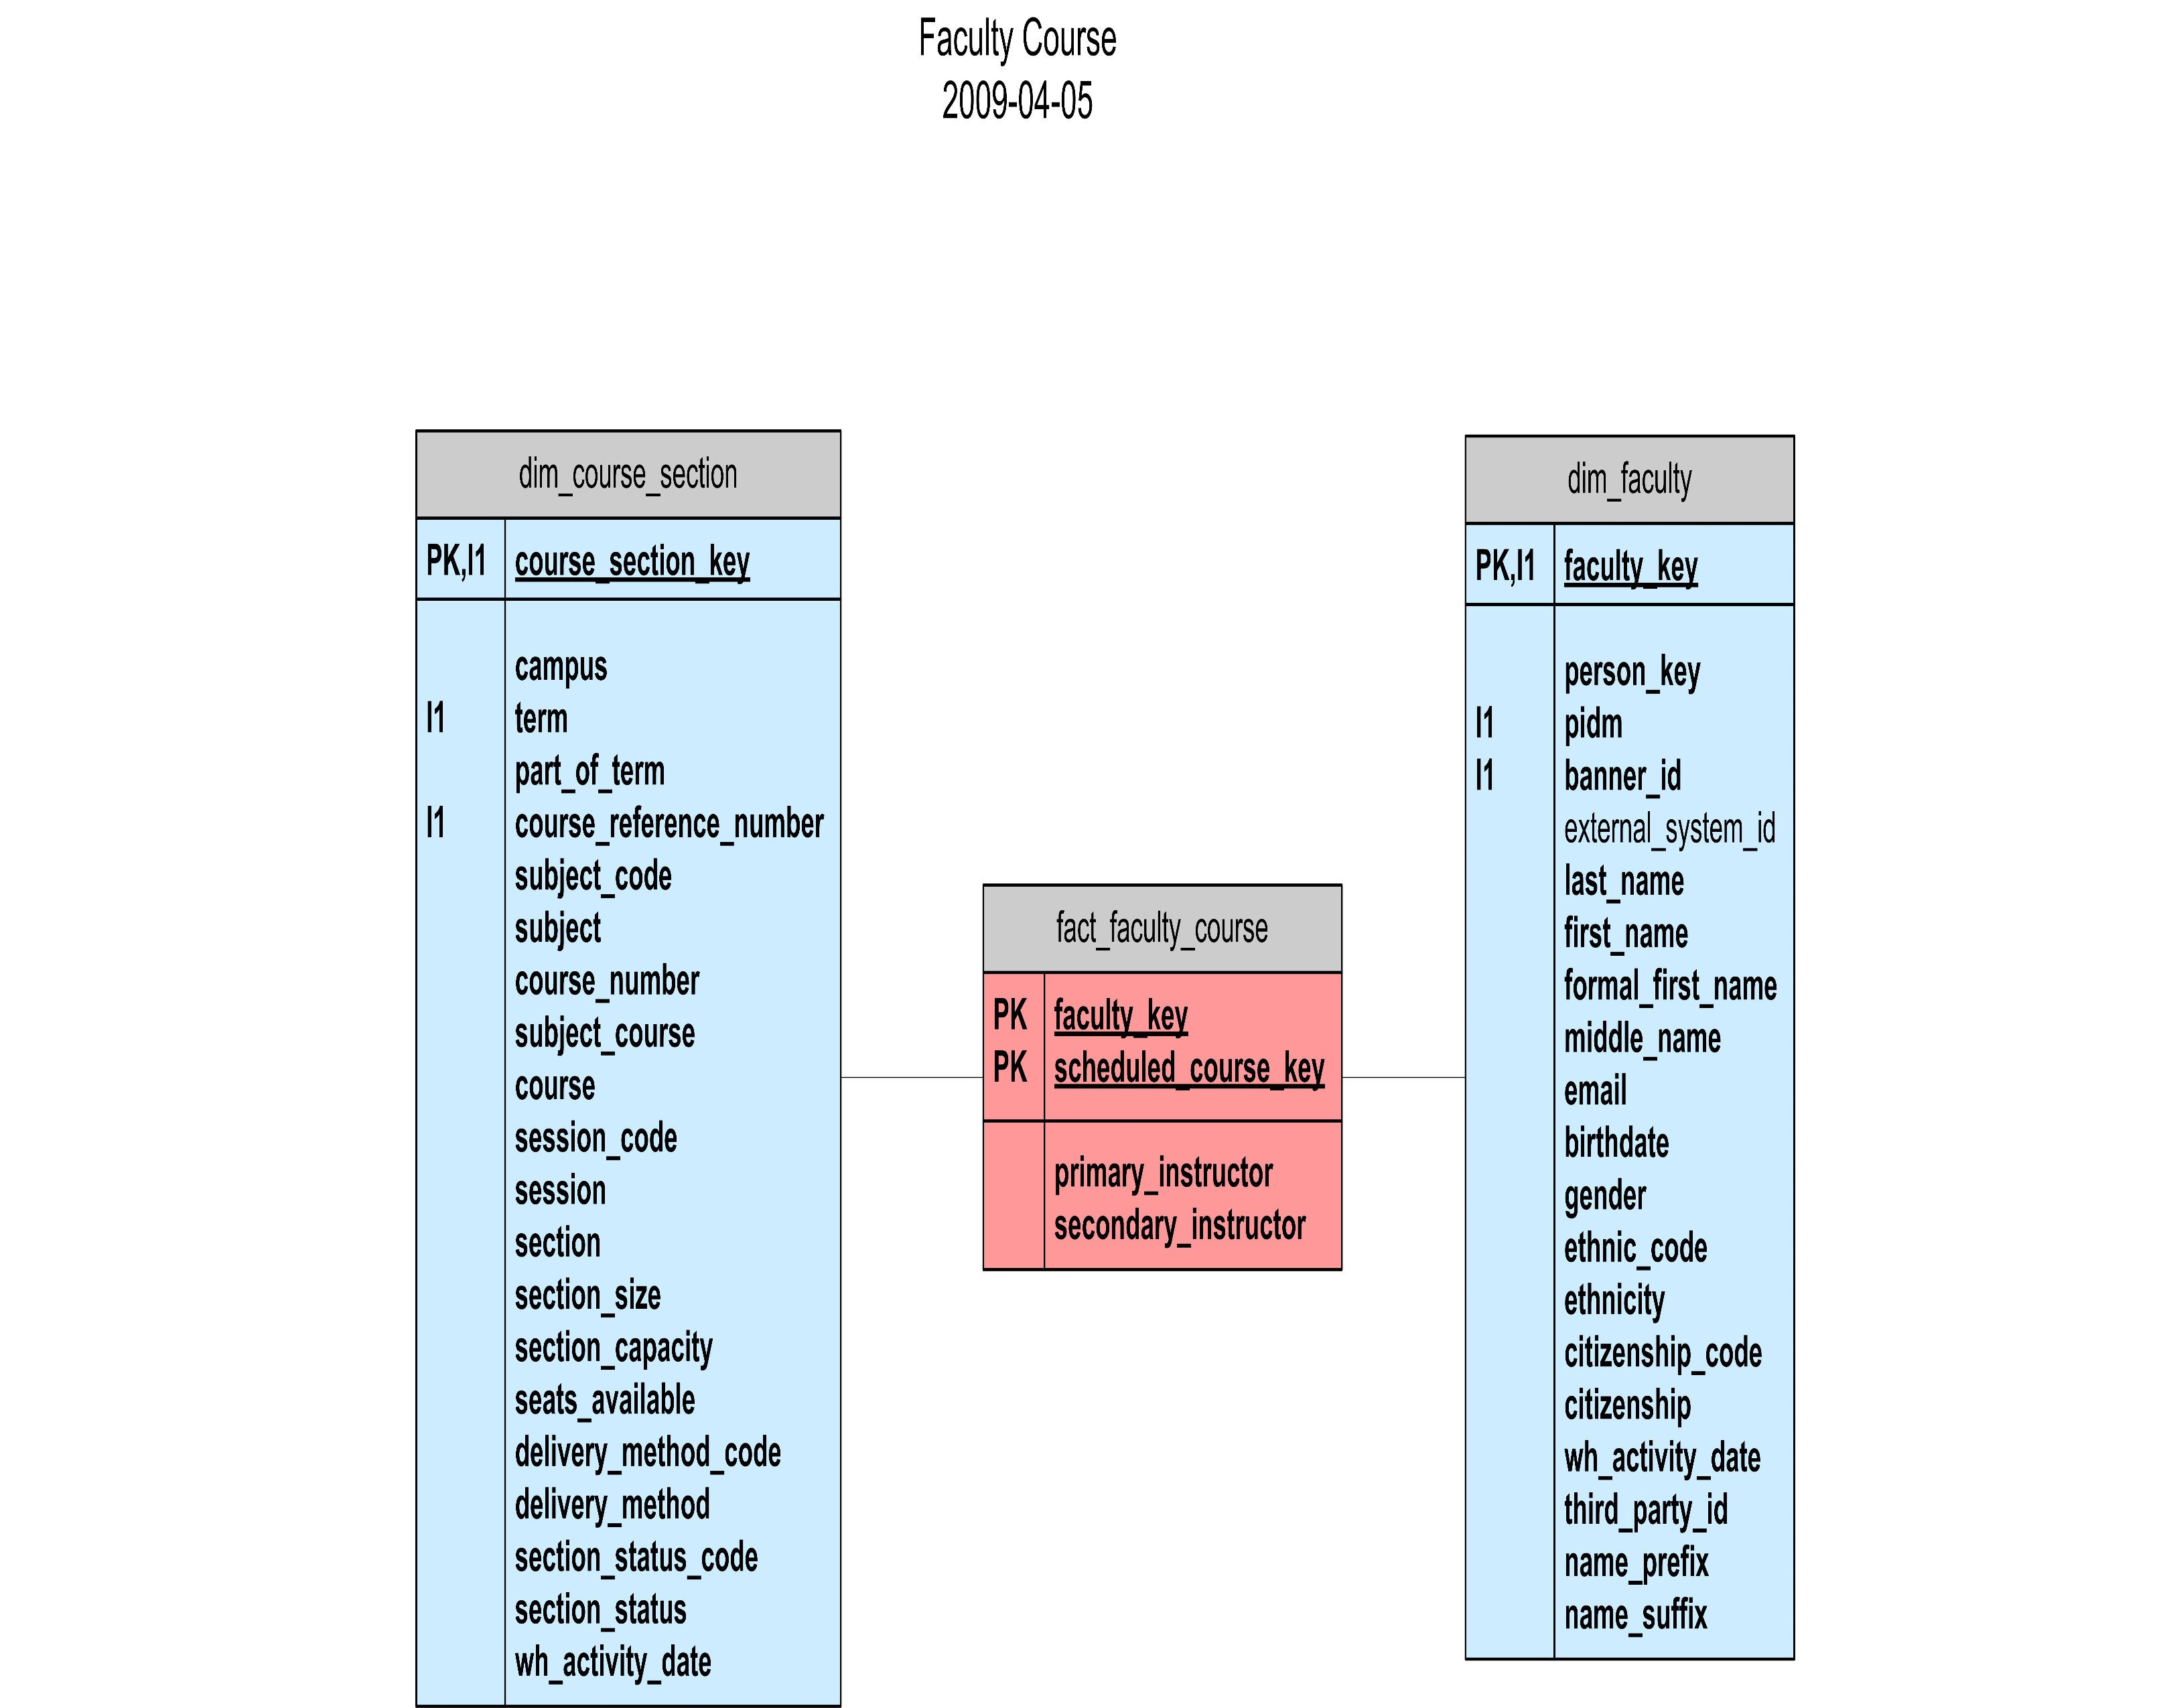 Faculty Course
2009-04-05
dim_course_section
PK,I1 course_section_key
campus
I1 term
part_of_term
I1 course_reference_number
subject_code
subject
course_number
subject_course
course
session_code
session
section
section_size
section_capacity
seats_available
delivery_method_code
delivery_method
section_status_code
section_status
wh_activity_date
fact_faculty_course
PK faculty_key
PK scheduled_course_key
primary_instructor
secondary_instructor
dim_faculty
PK,I1 faculty_key
person_key
I1 pidm
I1 banner_id
external_system_id
last_name
first_name
formal_first_name
middle_name
email
birthdate
gender
ethnic_code
ethnicity
citizenship_code
citizenship
wh_activity_date
third_party_id
name_prefix
name_suffix